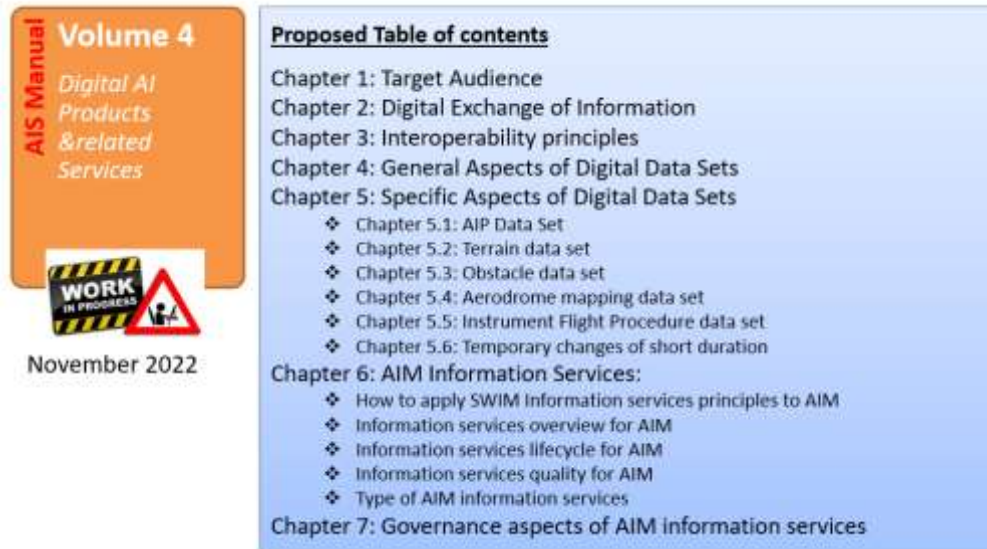 AIS Manual
Volume 4
Digital AI
Products
&related
Services
WORK
IN PROGRESS
November 2022
Proposed Table of contents
Chapter 1: Target Audience
Chapter 2: Digital Exchange of Information
Chapter 3: Interoperability principles
Chapter 4: General Aspects of Digital Data Sets
Chapter 5: Specific Aspects of Digital Data Sets
❖ Chapter 5.1: AIP Data Set
❖ Chapter 5.2: Terrain data set
❖ Chapter 5.3: Obstacle data set
❖ Chapter 5.4: Aerodrome mapping data set
❖ Chapter 5.5: Instrument Flight Procedure data set
❖ Chapter 5.6: Temporary changes of short duration
Chapter 6: AIM Information Services:
❖ How to apply SWIM Information services principles to AIM
❖ Information services overview for AIM
❖ Information services lifecycle for AIM
❖ Information services quality for AIM
❖ Type of AIM information services
Chapter 7: Governance aspects of AIM information services